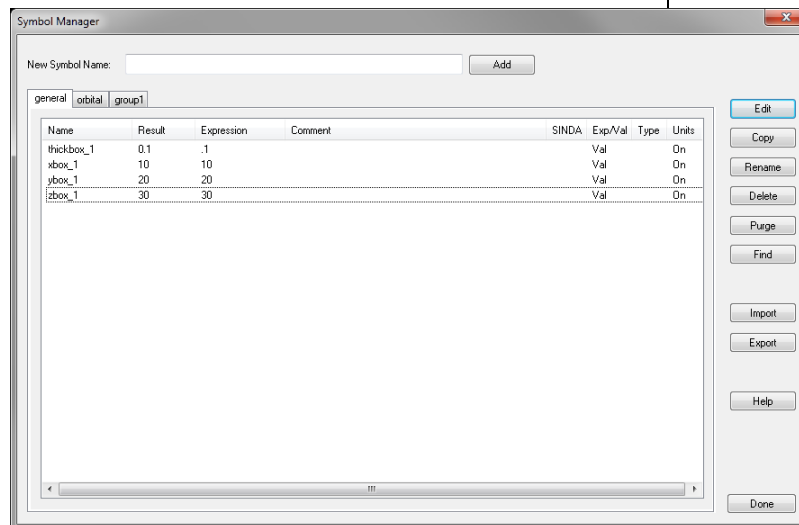 Symbol Manager
New Symbol Name:
Add
general orbital group1
Name Result Expression Comment SINDA Exp/Val Type Units
thickbox_1 0.1 .1 Val On
xbox_1 10 10 Val On
ybox_1 20 20 Val On
zbox_1 30 30 Val On
Edit
Copy
Rename
Delete
Purge
Find
Import
Export
Help
Done